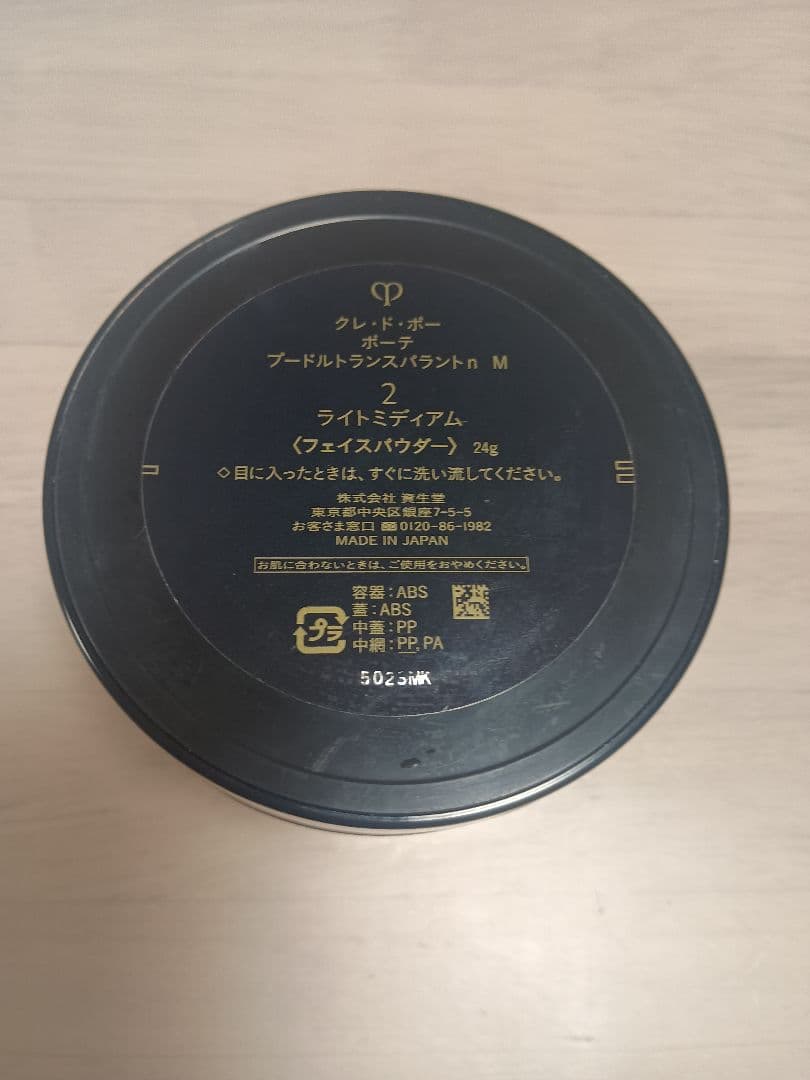 クレ・ド・ポー
ボーテ
プードルトランスパラントn M
2
ライトミディアム
〈フェイスパウダー〉 24g
◇目に入ったときは、すぐに洗い流してください。
株式会社 資生堂
東京都中央区銀座7-5-5
お客さま窓口 0120-86-1982
MADE IN JAPAN
お肌に合わないときは、ご使用をおやめください。
容器：ABS
蓋：ABS
プラ
中蓋：PP
中網：PP, PA